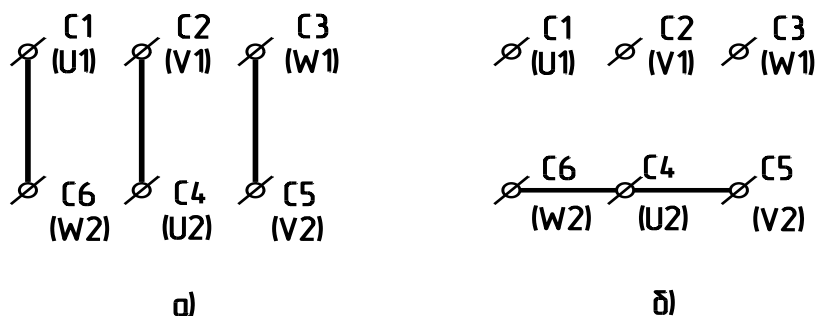 C1 C2 C3
(U1) (V1) (W1)
C6 C4 C5
(W2) (U2) (V2)
а)
C1 C2 C3
(U1) (V1) (W1)
C6 C4 C5
(W2) (U2) (V2)
б)